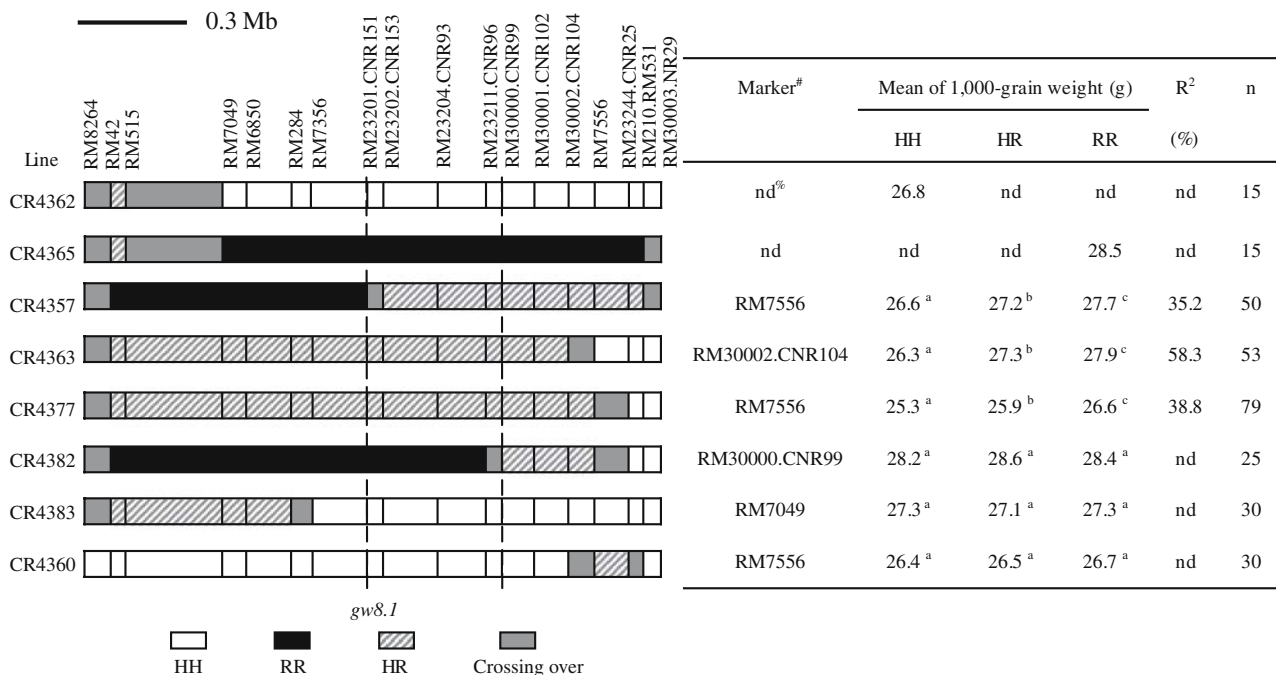 0.3 Mb
RM8264
RM42
RM515
RM7049
RM6850
RM284
RM7356
RM23201.CNR151
RM23202.CNR153
RM23204.CNR93
RM23211.CNR96
RM30000.CNR99
RM30001.CNR102
RM30002.CNR104
RM7556
RM23244.CNR25
RM210.RM531
RM30003.NR29
Line
Marker# Mean of 1,000-grain weight (g) R2 n
HH HR RR (%)
CR4362 nd% 26.8 nd nd nd 15
CR4365 nd nd nd 28.5 nd 15
CR4357 RM7556 26.6 a 27.2 b 27.7 c 35.2 50
CR4363 RM30002.CNR104 26.3 a 27.3 b 27.9 c 58.3 53
CR4377 RM7556 25.3 a 25.9 b 26.6 c 38.8 79
CR4382 RM30000.CNR99 28.2 a 28.6 a 28.4 a nd 25
CR4383 RM7049 27.3 a 27.1 a 27.3 a nd 30
CR4360 RM7556 26.4 a 26.5 a 26.7 a nd 30
gw8.1
HH RR HR Crossing over